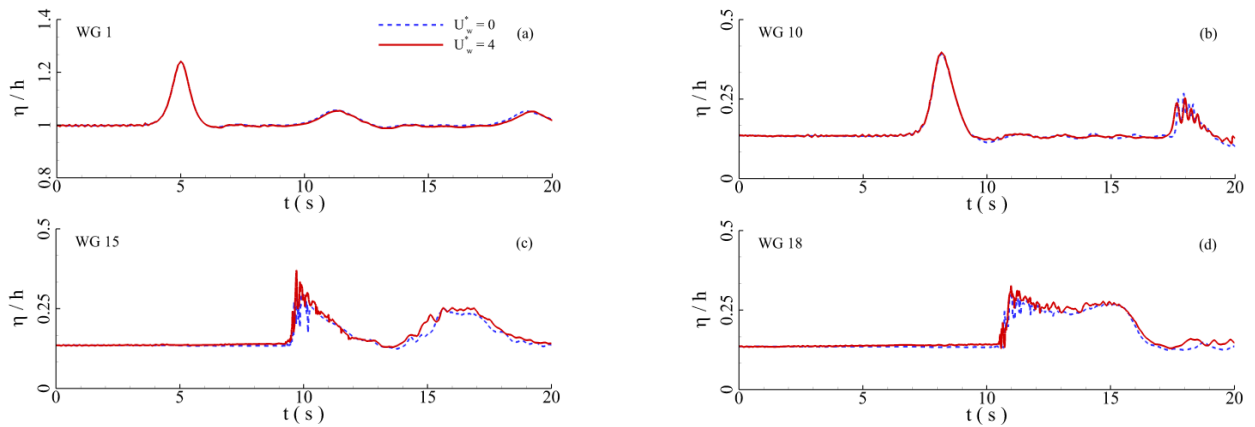 WG 1
(a)
U*w = 0
U*w = 4
1.4
1.2
1
0.8
η / h
0 5 10 15 20
t ( s )
WG 10
(b)
0.5
0.25
0
η / h
0 5 10 15 20
t ( s )
WG 15
(c)
0.5
0.25
0
η / h
0 5 10 15 20
t ( s )
WG 18
(d)
0.5
0.25
0
η / h
0 5 10 15 20
t ( s )